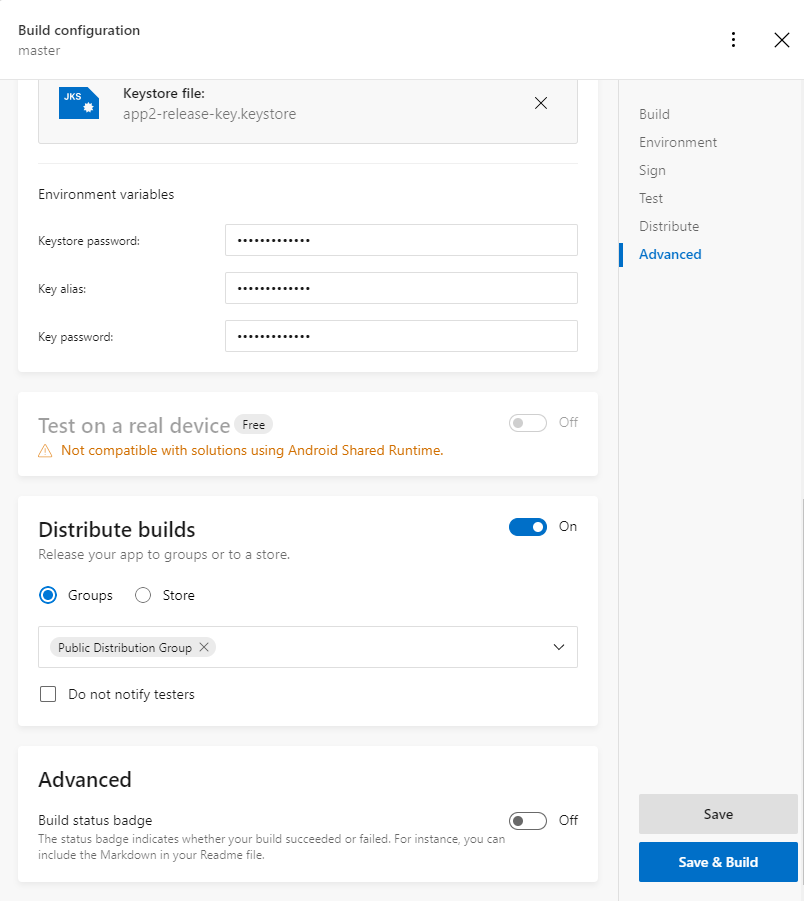 Build configuration
master
JKS
Keystore file:
app2-release-key.keystore
Environment variables
Keystore password: •••••••••••••
Key alias: •••••••••••••
Key password: •••••••••••••
Test on a real device Free Off
Not compatible with solutions using Android Shared Runtime.
Distribute builds On
Release your app to groups or to a store.
Groups Store
Public Distribution Group
Do not notify testers
Advanced
Build status badge Off
The status badge indicates whether your build succeeded or failed. For instance, you can
include the Markdown in your Readme file.
Build
Environment
Sign
Test
Distribute
Advanced
Save
Save & Build